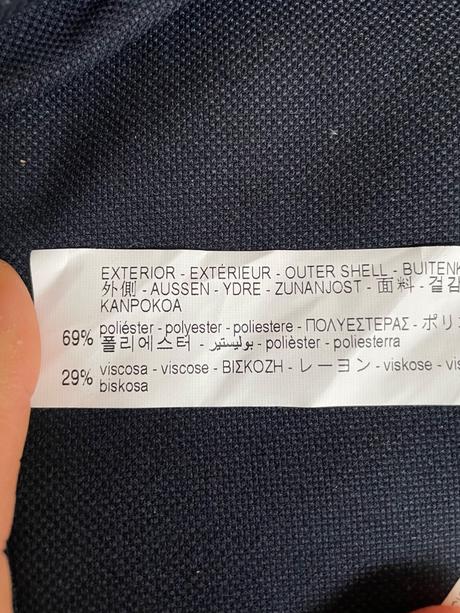 EXTERIOR - EXTÉRIEUR - OUTER SHELL -
外側 - AUSSEN - YDRE - ZUNANJOST - 面料 -
KANPOKOA
69% poliéster - polyester - poliestere - ΠΟΛΥΕΣΤΕΡΑΣ -
폴리에스터 - بوليستير - polièster - poliesterra
29% viscosa - viscose - ΒΙΣΚΟΖΗ - レーヨン - viskose -
biskosa